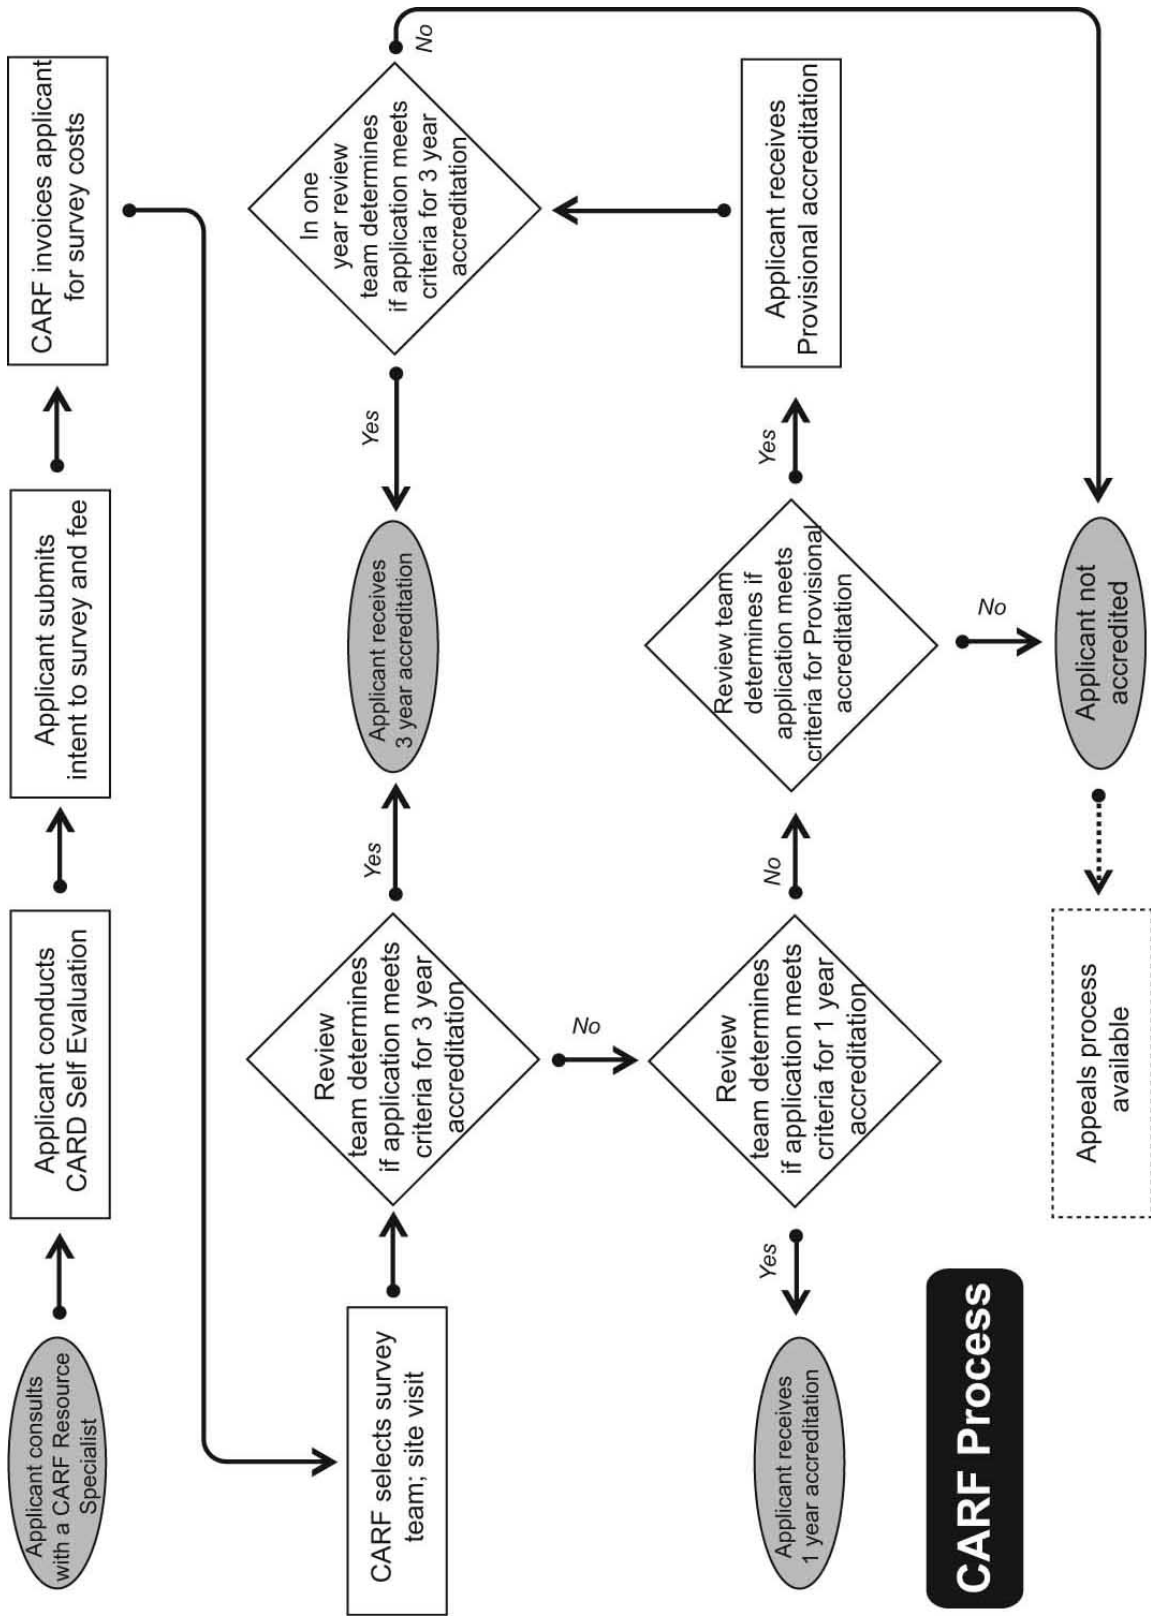 Applicant consults
with a CARF Resource
Specialist
Applicant conducts
CARD Self Evaluation
Applicant submits
intent to survey and fee
CARF invoices applicant
for survey costs
CARF selects survey
team; site visit
Review
team determines
if application meets
criteria for 3 year
accreditation
Yes
Applicant receives
3 year accreditation
Yes
In one
year review
team determines
if application meets
criteria for 3 year
accreditation
No
No
Applicant receives
1 year accreditation
Yes
Review
team determines
if application meets
criteria for 1 year
accreditation
No
Review team
determines if
application meets
criteria for Provisional
accreditation
Yes
Applicant receives
Provisional accreditation
No
CARF Process
Appeals process
available
Applicant not
accredited